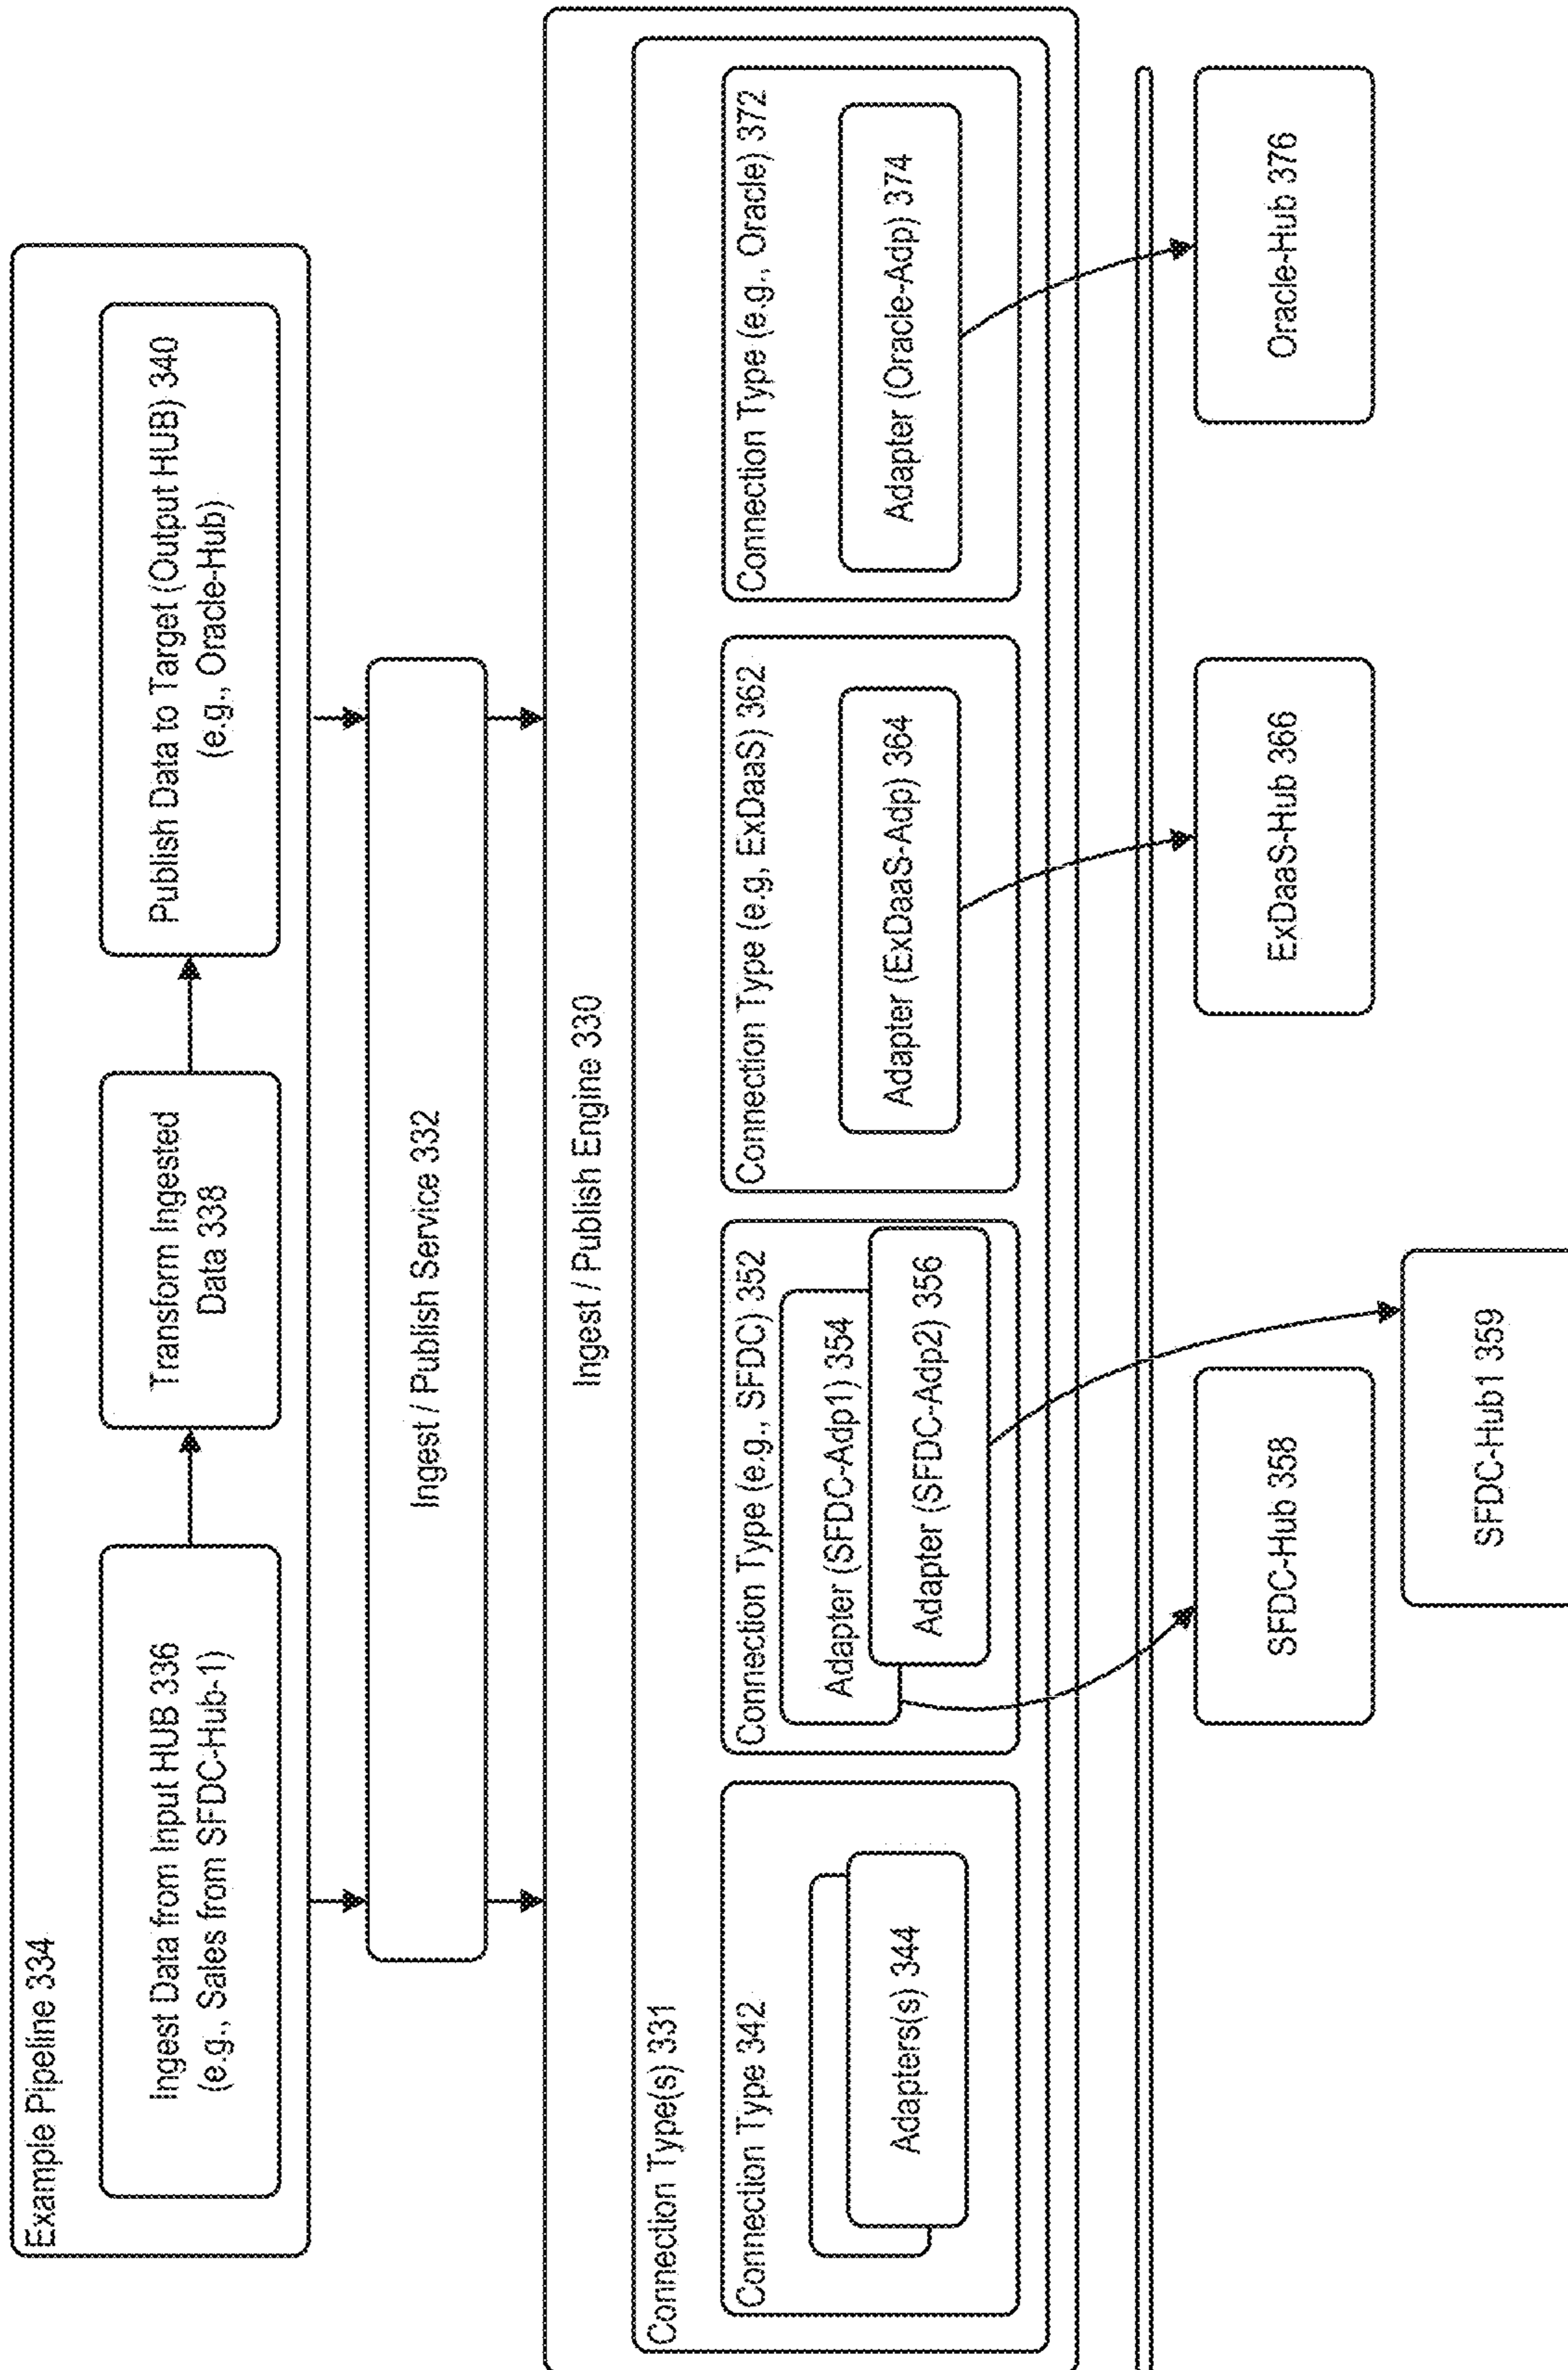 Example Pipeline 334
Ingest Data from Input HUB 336
(e.g., Sales from SFDC-Hub-1)
Transform Ingested
Data 338
Publish Data to Target (Output HUB) 340
(e.g., Oracle-Hub)
Ingest / Publish Service 332
Ingest / Publish Engine 330
Connection Type(s) 331
Connection Type 342
Adapters(s) 344
Connection Type (e.g., SFDC) 352
Adapter (SFDC-Adp1) 354
Adapter (SFDC-Adp2) 356
Connection Type (e.g, ExDaaS) 362
Adapter (ExDaaS-Adp) 364
Connection Type (e.g., Oracle) 372
Adapter (Oracle-Adp) 374
SFDC-Hub 358
SFDC-Hub1 359
ExDaaS-Hub 366
Oracle-Hub 376